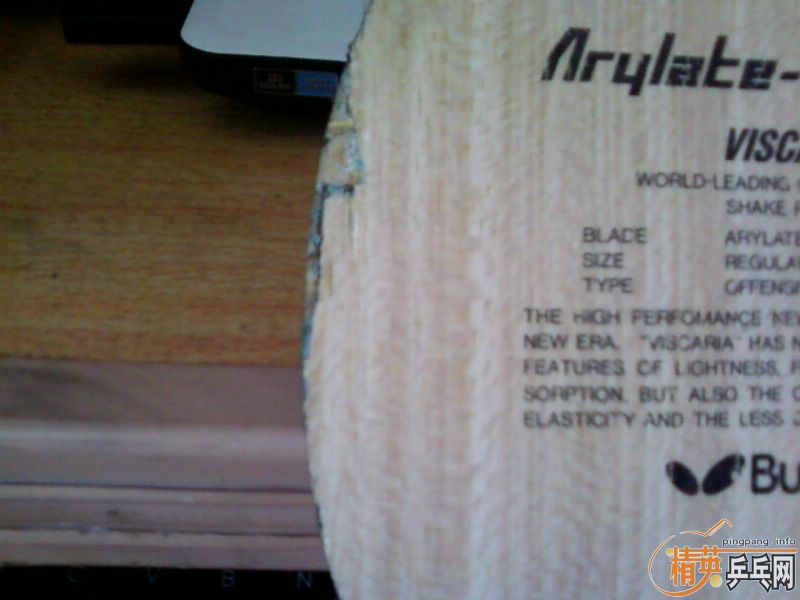 DOLBY
Arylate-
VISCA
WORLD-LEADING
SHAKE
BLADE ARYLATE
SIZE REGULA
TYPE OFFENSI
THE HIGH PERFOMANCE NEW
NEW ERA. "VISCARIA" HAS
FEATURES OF LIGHTNESS,
SORPTION, BUT ALSO THE
ELASTICITY AND THE LESS
Bu
pingpang.info
精英乒乓网
C V B N